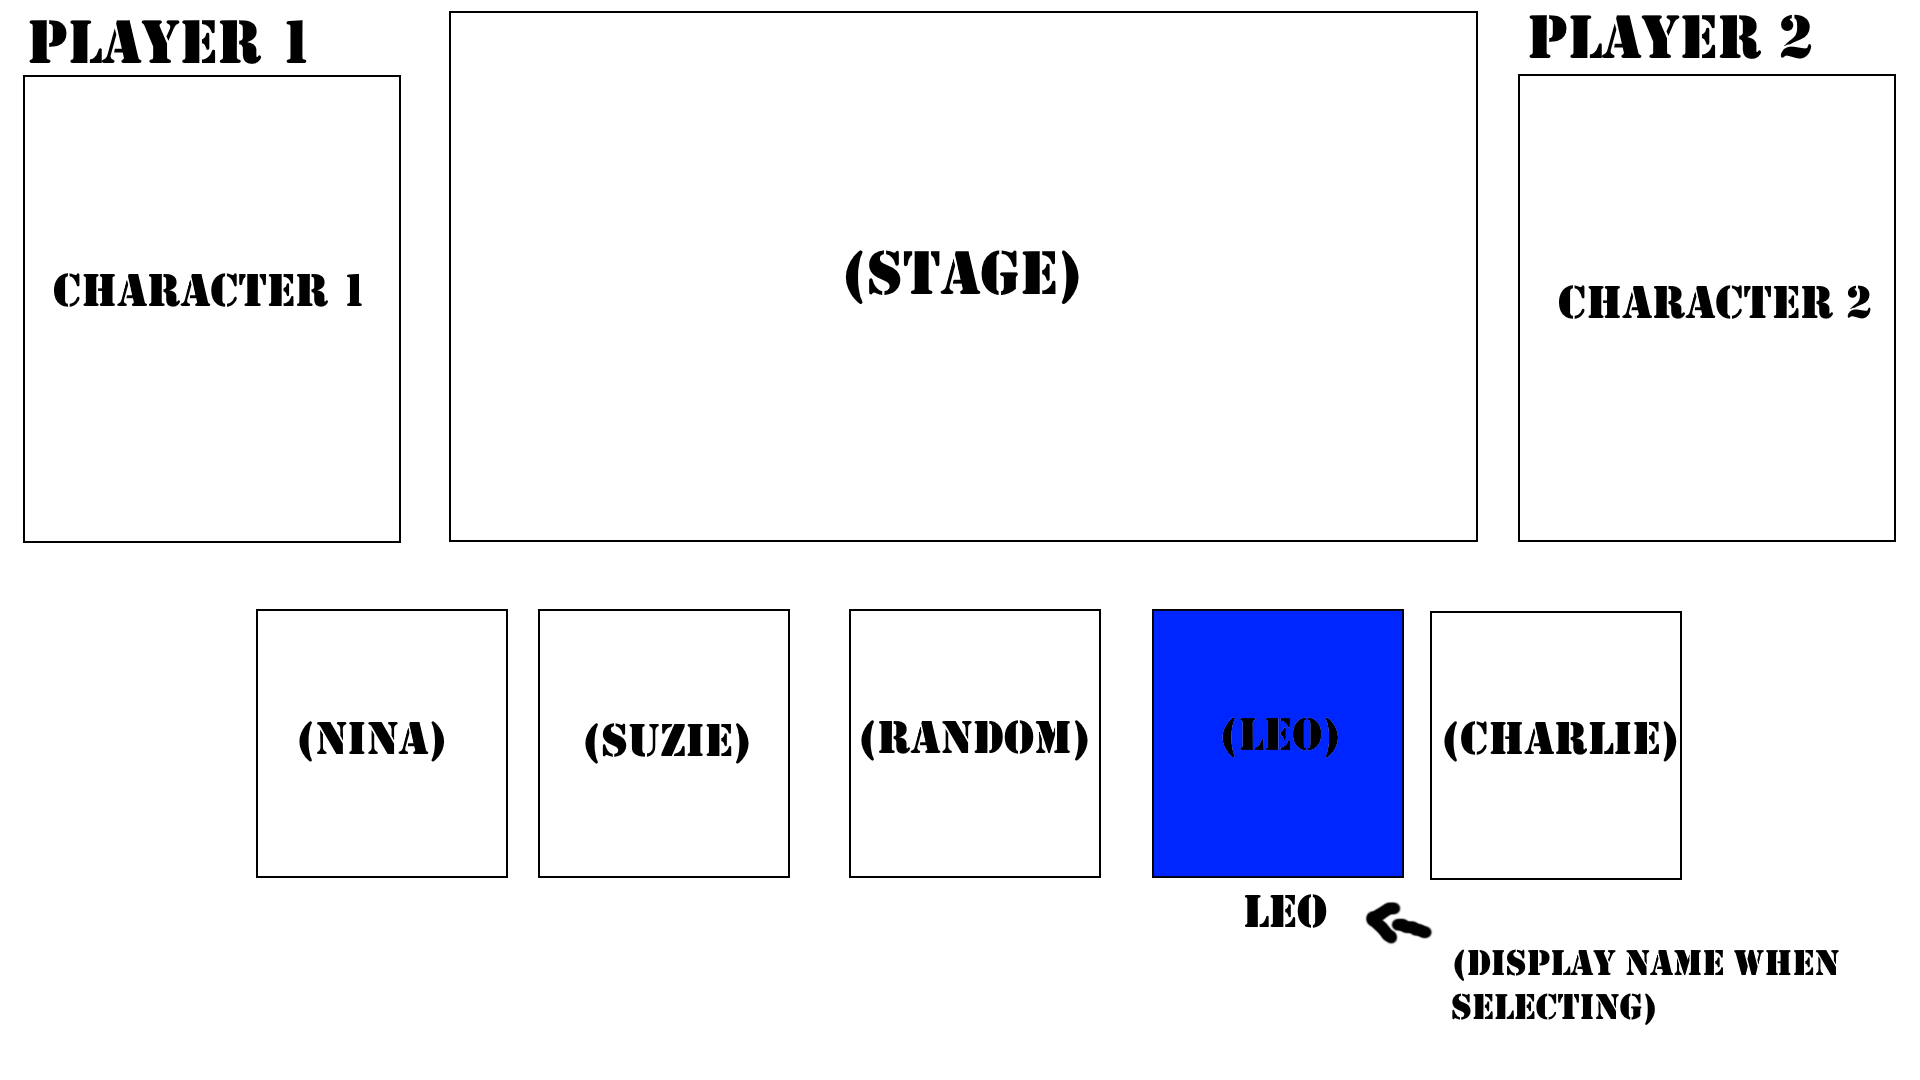 PLAYER 1
PLAYER 2
CHARACTER 1
(STAGE)
CHARACTER 2
(NINA)
(SUZIE)
(RANDOM)
(LEO)
(CHARLIE)
LEO
(DISPLAY NAME WHEN
SELECTING)